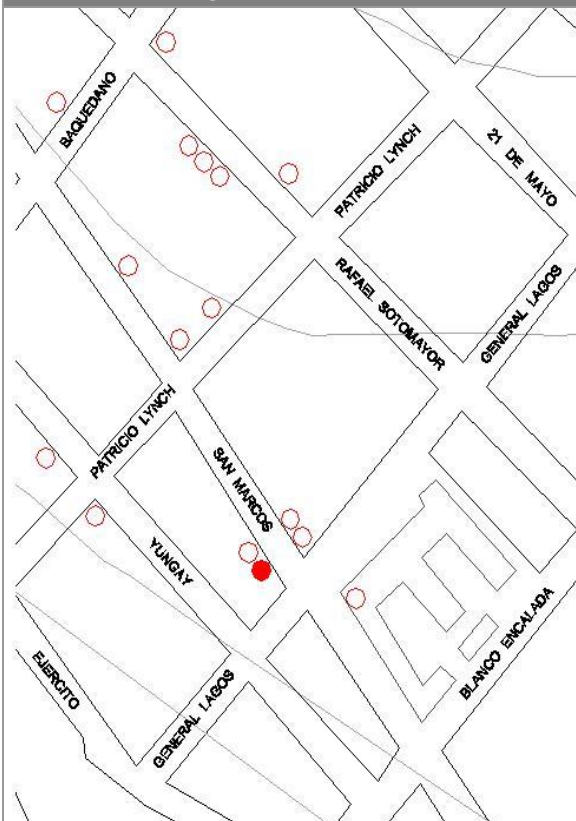 BAQUEDANO
PATRICIO LYNCH
21 DE MAYO
RAFAEL SOTOMAYOR
GENERAL LAGOS
PATRICIO LYNCH
SAN MARCOS
YUNGAY
BLANCO ENCALADA
EJERCITO
GENERAL LAGOS